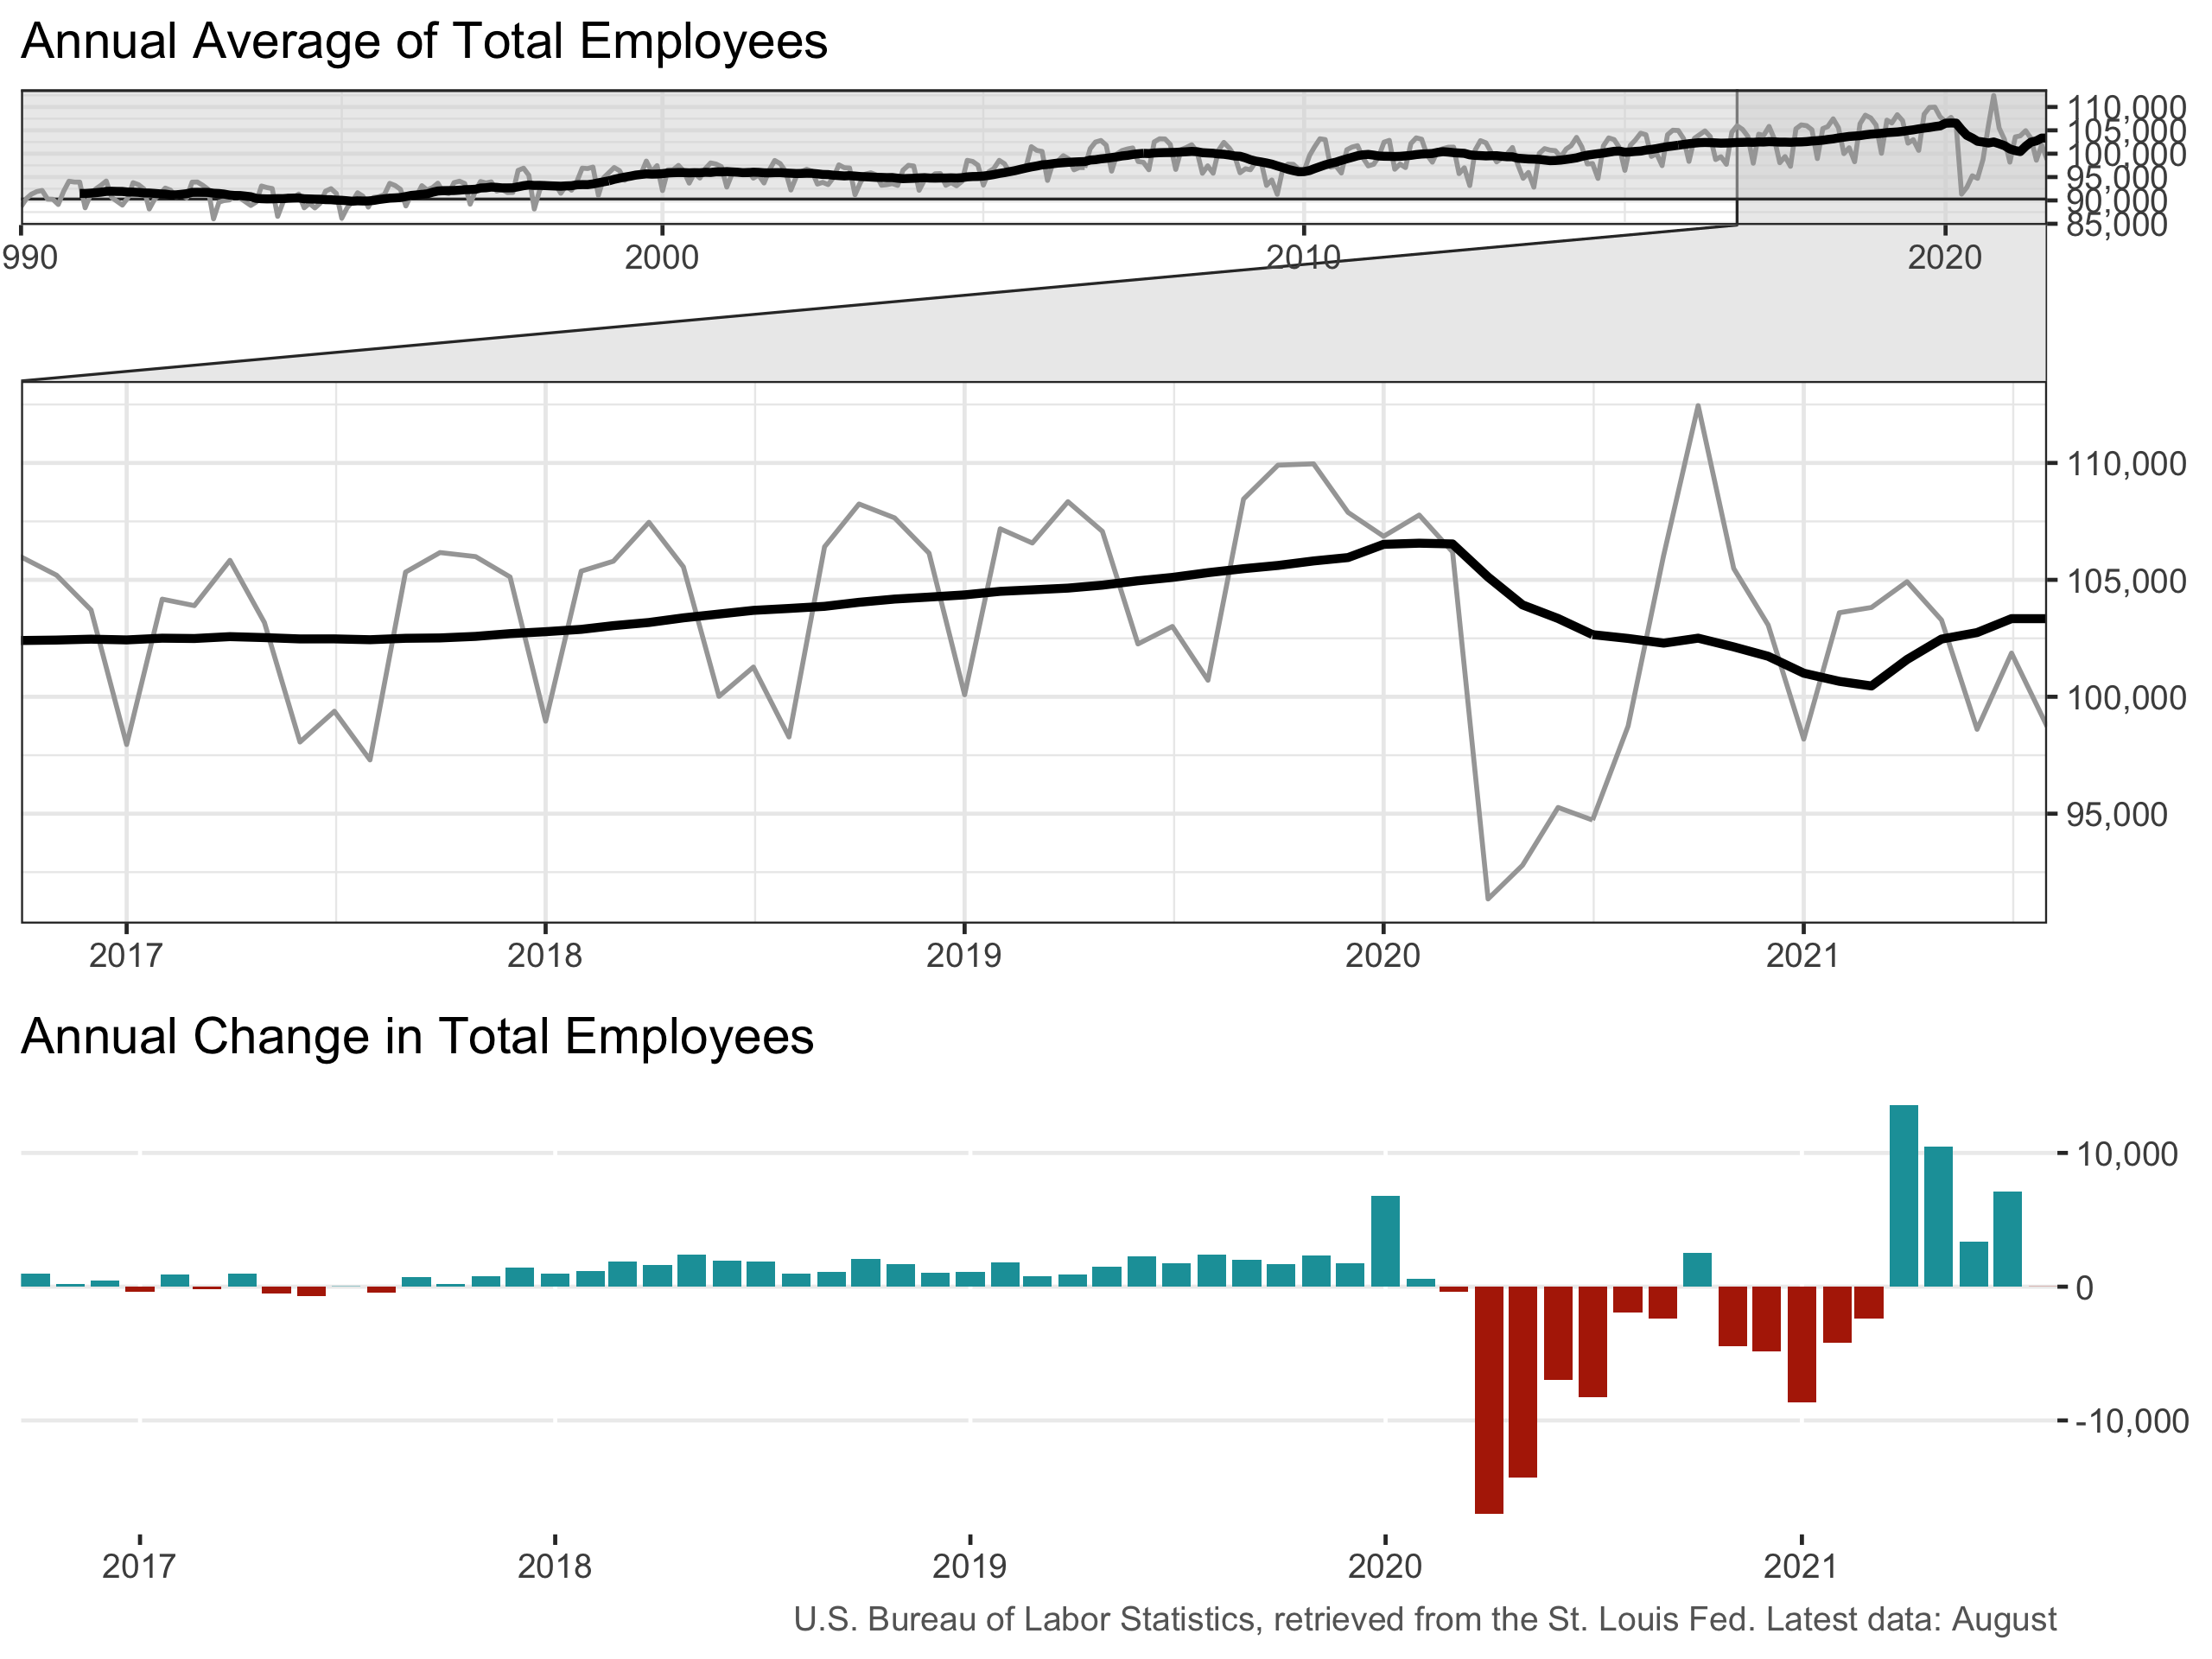 Annual Average of Total Employees
110,000
105,000
100,000
95,000
90,000
85,000
990 2000 2010 2020
110,000
105,000
100,000
95,000
2017 2018 2019 2020 2021
Annual Change in Total Employees
10,000
0
-10,000
2017 2018 2019 2020 2021
U.S. Bureau of Labor Statistics, retrieved from the St. Louis Fed. Latest data: August